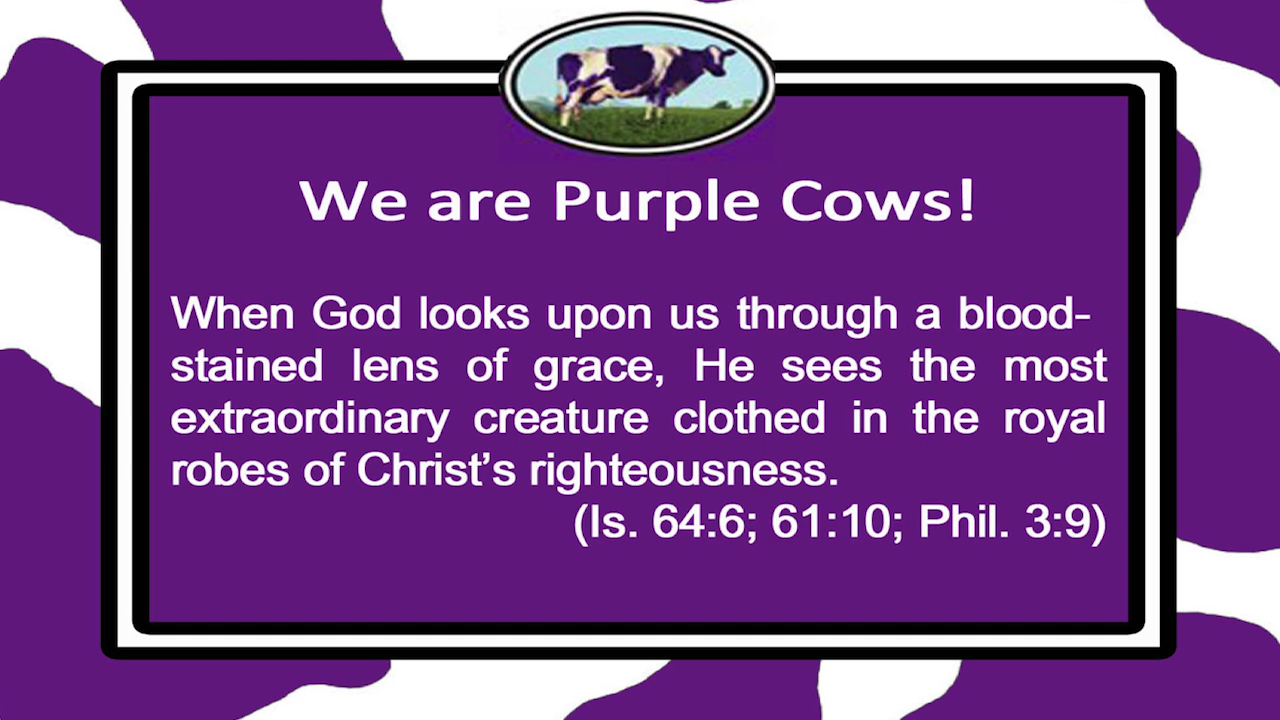 We are Purple Cows!
When God looks upon us through a blood-
stained lens of grace, He sees the most
extraordinary creature clothed in the royal
robes of Christ’s righteousness.
(Is. 64:6; 61:10; Phil. 3:9)